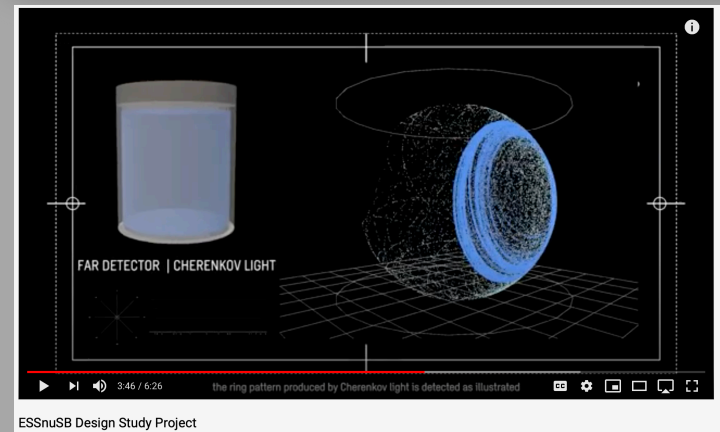 FAR DETECTOR | CHERENKOV LIGHT
3:46 / 6:26
the ring pattern produced by Cherenkov light is detected as illustrated
CC
ESSnuSB Design Study Project